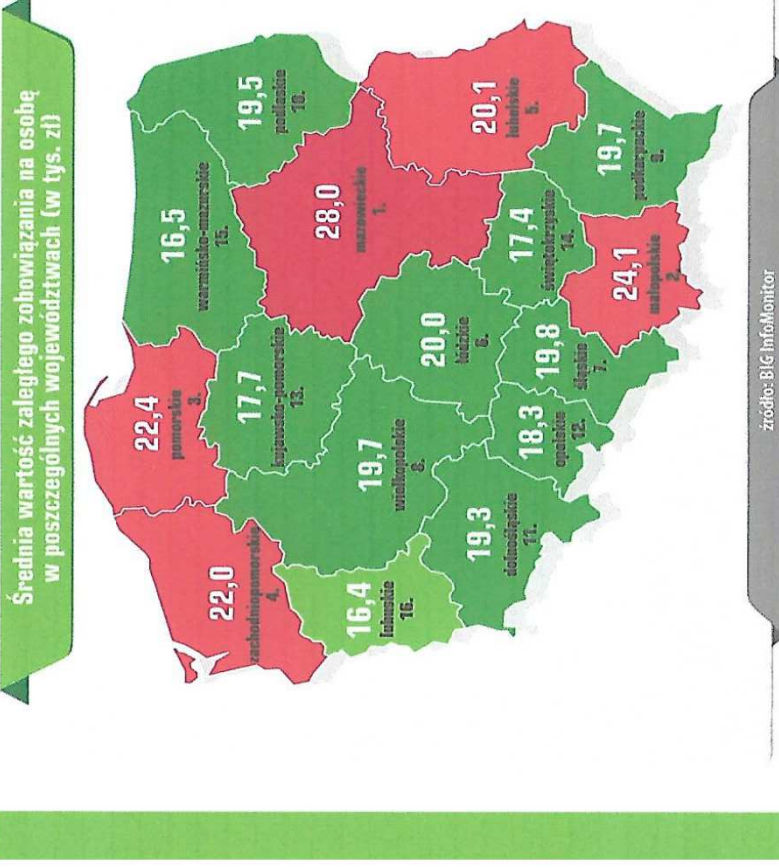 Średnia wartość zaległego zobowiązania na osobę
w poszczególnych województwach (w tys. zł)
22,4
pomorskie
3.
22,0
zachodniopomorskie
4.
16,5
warmińsko-mazurskie
15.
19,5
podlaskie
10.
17,7
kujawsko-pomorskie
13.
28,0
mazowieckie
1.
16,4
lubuskie
16.
19,7
wielkopolskie
8.
20,0
łódzkie
6.
20,1
lubelskie
5.
19,3
dolnośląskie
11.
18,3
opolskie
12.
19,8
śląskie
7.
17,4
świętokrzyskie
14.
24,1
małopolskie
2.
19,7
podkarpackie
9.
źródło: BIG InfoMonitor